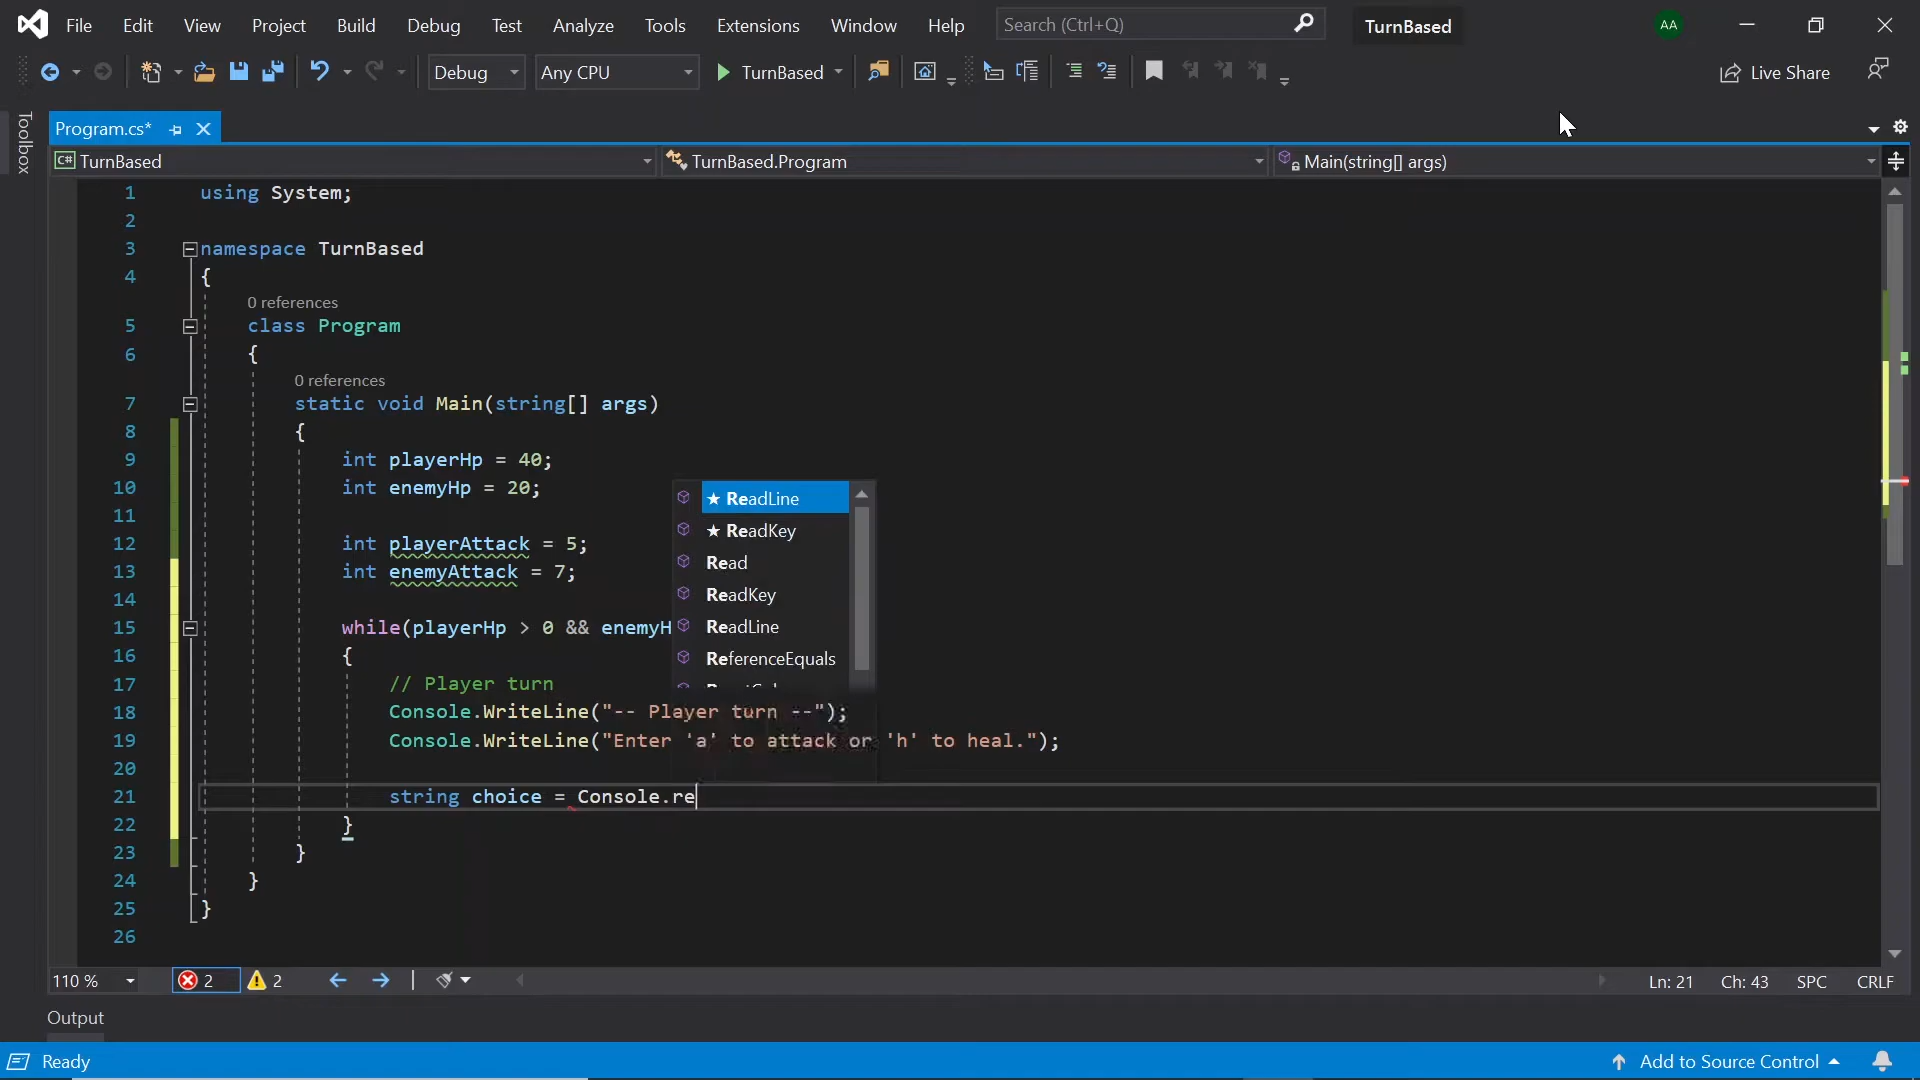 File Edit View Project Build Debug Test Analyze Tools Extensions Window Help Search (Ctrl+Q) TurnBased AA
Debug Any CPU TurnBased Live Share
Toolbox
Program.cs*
C# TurnBased TurnBased.Program Main(string[] args)
1 using System;
2
3 namespace TurnBased
4 {
0 references
5 class Program
6 {
0 references
7 static void Main(string[] args)
8 {
9 int playerHp = 40;
10 int enemyHp = 20;
11
12 int playerAttack = 5;
13 int enemyAttack = 7;
14
15 while(playerHp > 0 && enemyH
16 {
17 // Player turn
18 Console.WriteLine("-- Player turn --");
19 Console.WriteLine("Enter 'a' to attack or 'h' to heal.");
20
21 string choice = Console.re
22 }
23 }
24 }
25 }
26
★ ReadLine
★ ReadKey
Read
ReadKey
ReadLine
ReferenceEquals
110 % 2 2 Ln: 21 Ch: 43 SPC CRLF
Output
Ready Add to Source Control